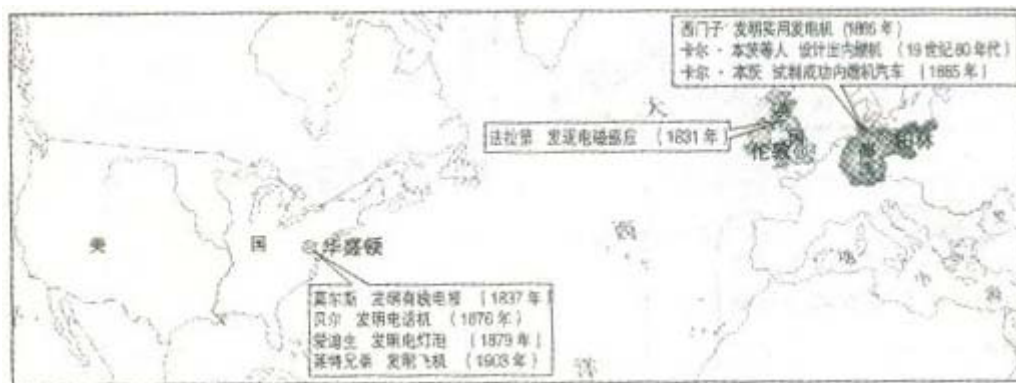 西门子 发明实用发电机（1866年）
卡尔·本茨等人 设计出内燃机（19世纪80年代）
卡尔·本茨 试制成功内燃机汽车（1885年）
大
法拉第 发现电磁感应（1831年）
英
国
伦敦
德
柏林
美
国
华盛顿
莫尔斯 发明有线电报（1837年）
贝尔 发明电话机（1876年）
爱迪生 发明电灯泡（1879年）
莱特兄弟 发明飞机（1903年）